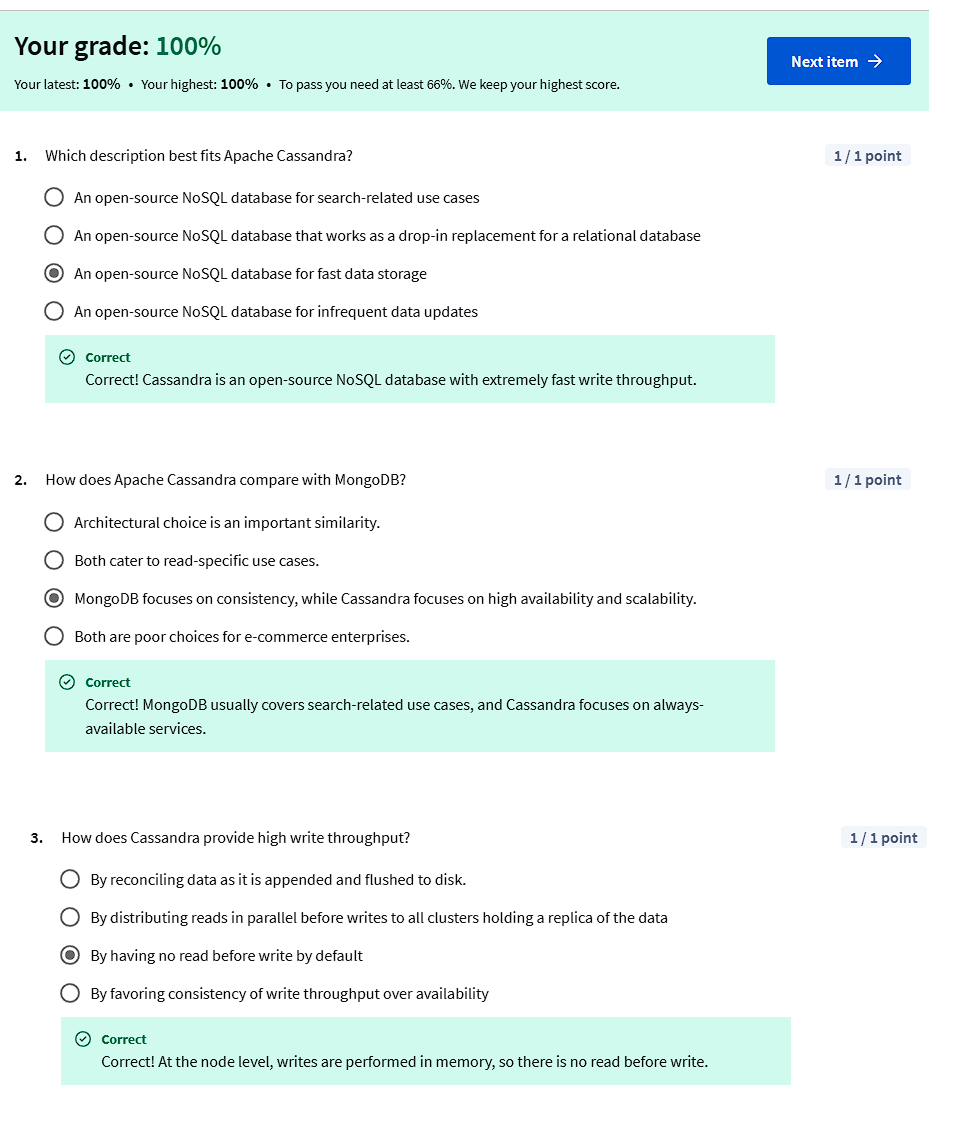 Your grade: 100%
Next item →
Your latest: 100% • Your highest: 100% • To pass you need at least 66%. We keep your highest score.
1. Which description best fits Apache Cassandra? 1 / 1 point
An open-source NoSQL database for search-related use cases
An open-source NoSQL database that works as a drop-in replacement for a relational database
An open-source NoSQL database for fast data storage
An open-source NoSQL database for infrequent data updates
Correct
Correct! Cassandra is an open-source NoSQL database with extremely fast write throughput.
2. How does Apache Cassandra compare with MongoDB? 1 / 1 point
Architectural choice is an important similarity.
Both cater to read-specific use cases.
MongoDB focuses on consistency, while Cassandra focuses on high availability and scalability.
Both are poor choices for e-commerce enterprises.
Correct
Correct! MongoDB usually covers search-related use cases, and Cassandra focuses on always-
available services.
3. How does Cassandra provide high write throughput? 1 / 1 point
By reconciling data as it is appended and flushed to disk.
By distributing reads in parallel before writes to all clusters holding a replica of the data
By having no read before write by default
By favoring consistency of write throughput over availability
Correct
Correct! At the node level, writes are performed in memory, so there is no read before write.